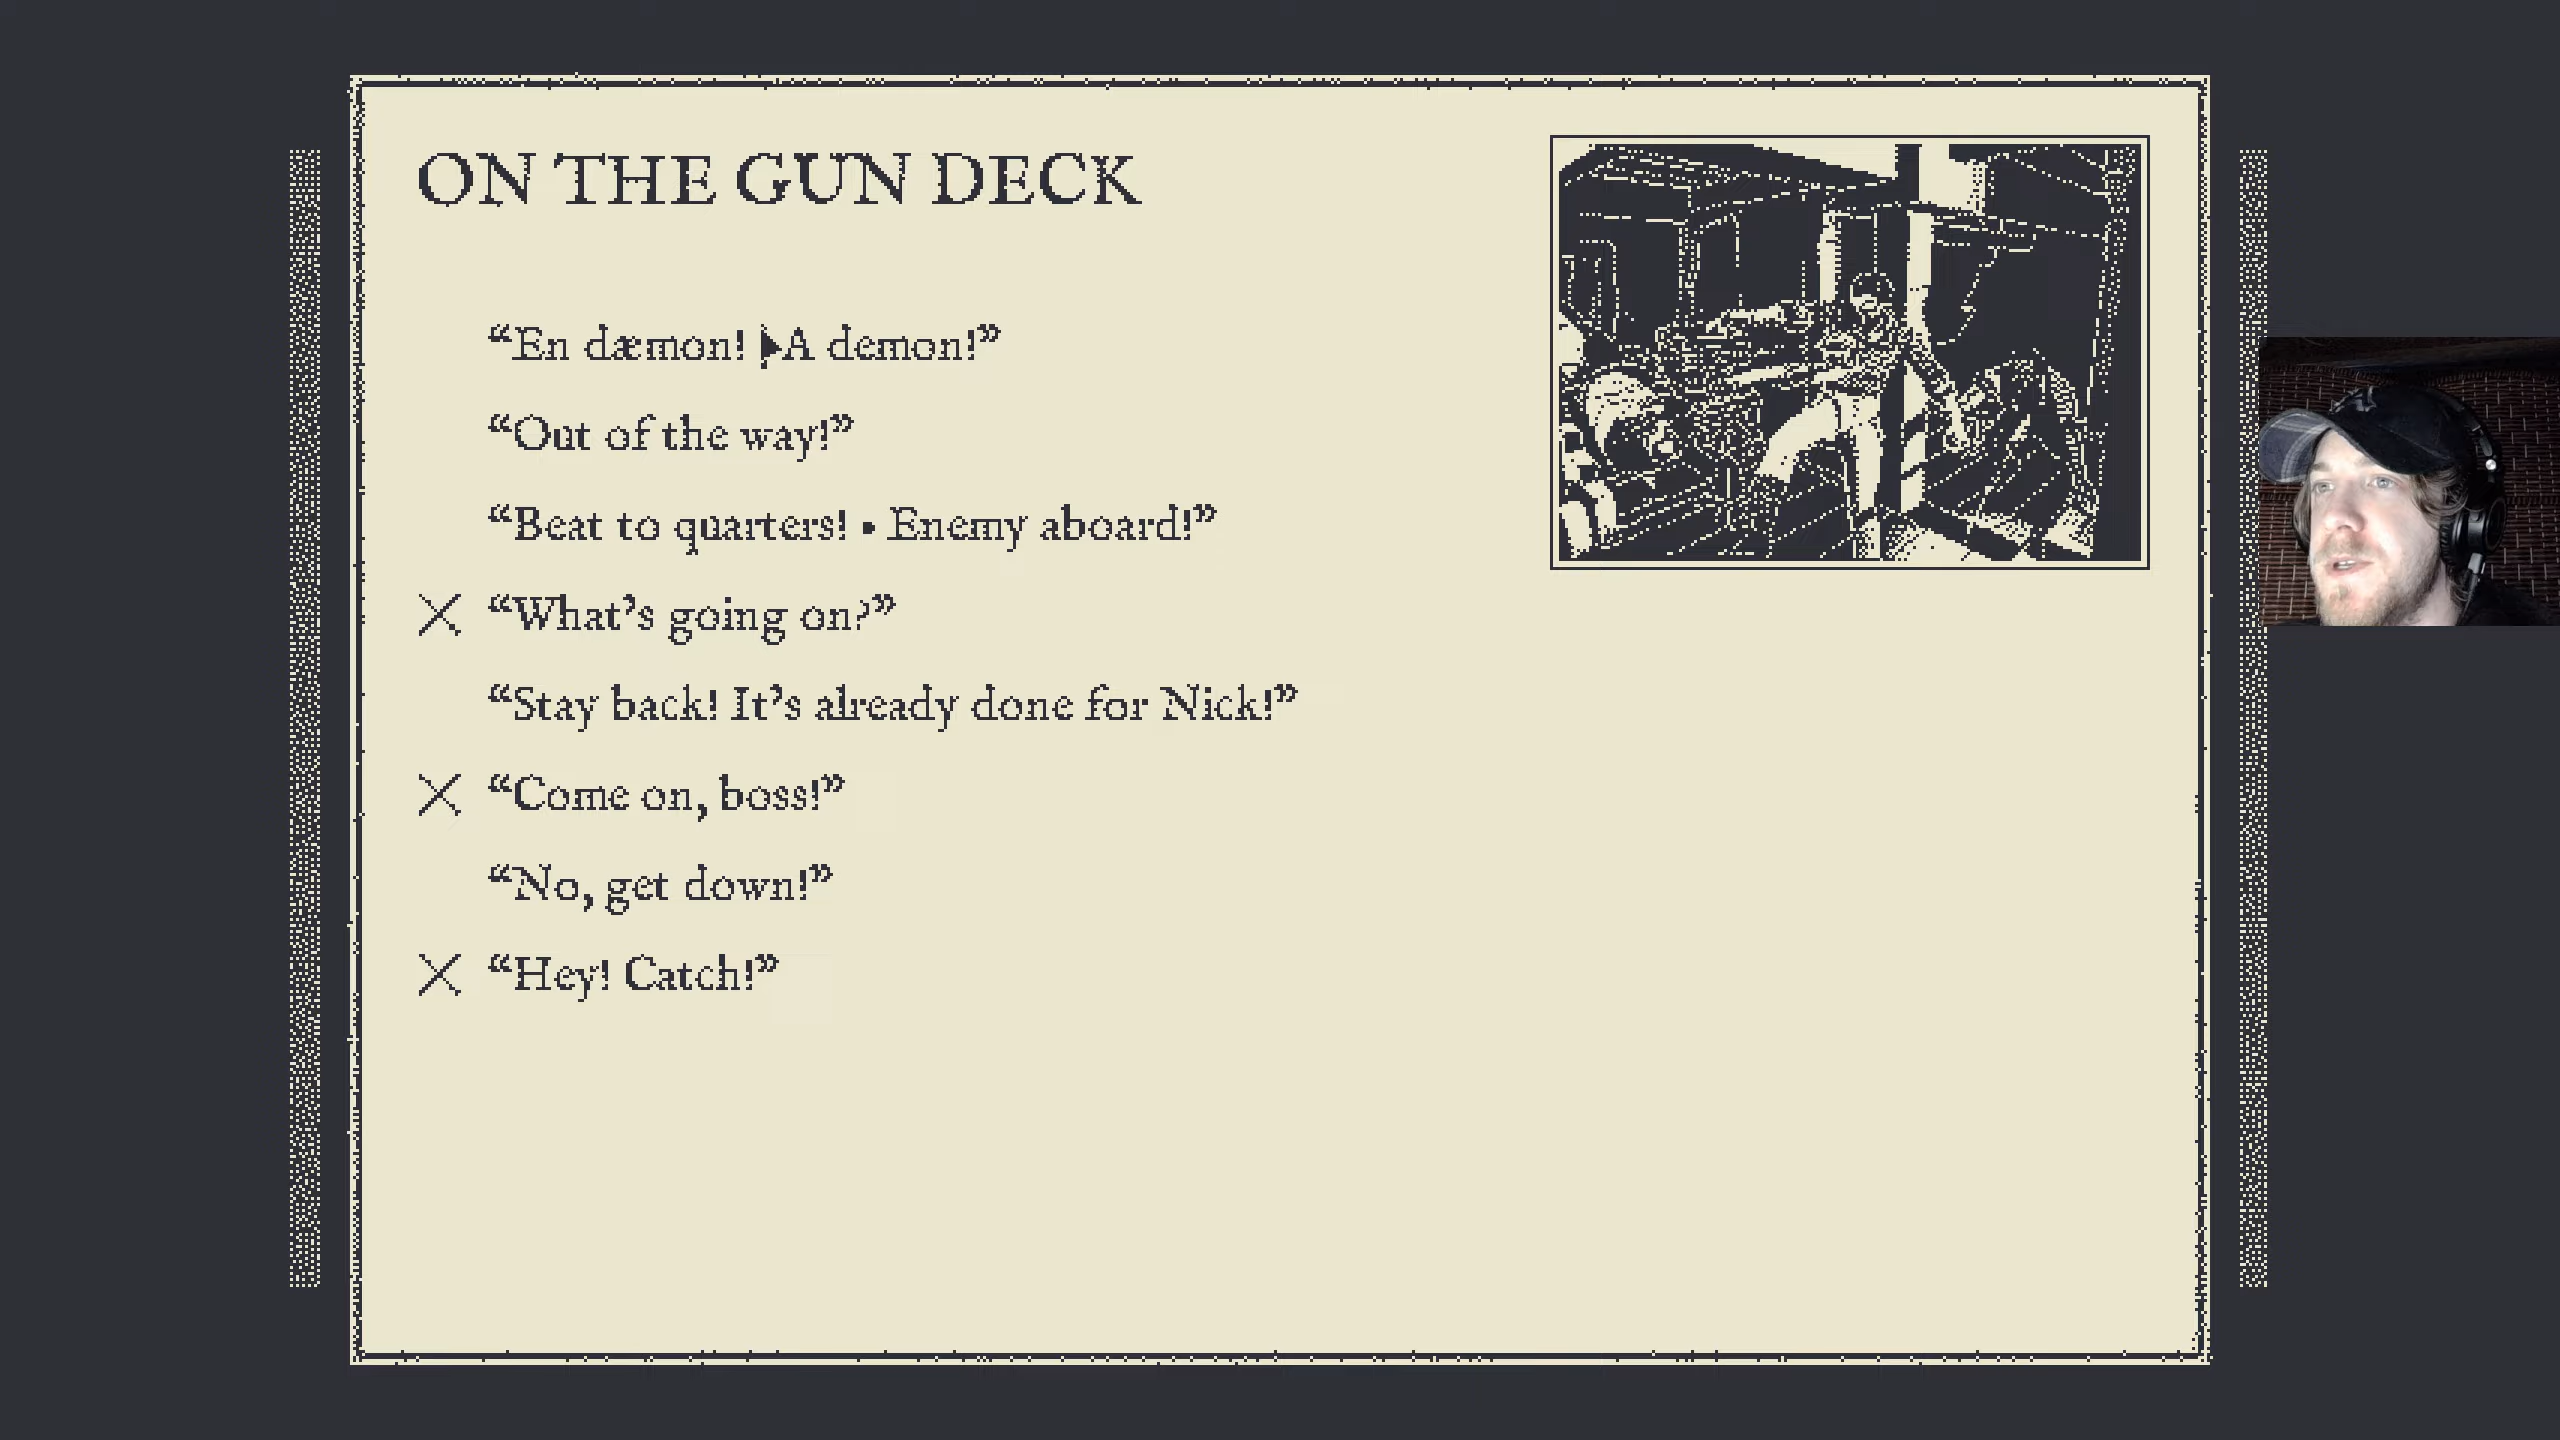 ON THE GUN DECK
“En dæmon! A demon!”
“Out of the way!”
“Beat to quarters! • Enemy aboard!”
“What’s going on?”
“Stay back! It’s already done for Nick!”
“Come on, boss!”
“No, get down!”
“Hey! Catch!”